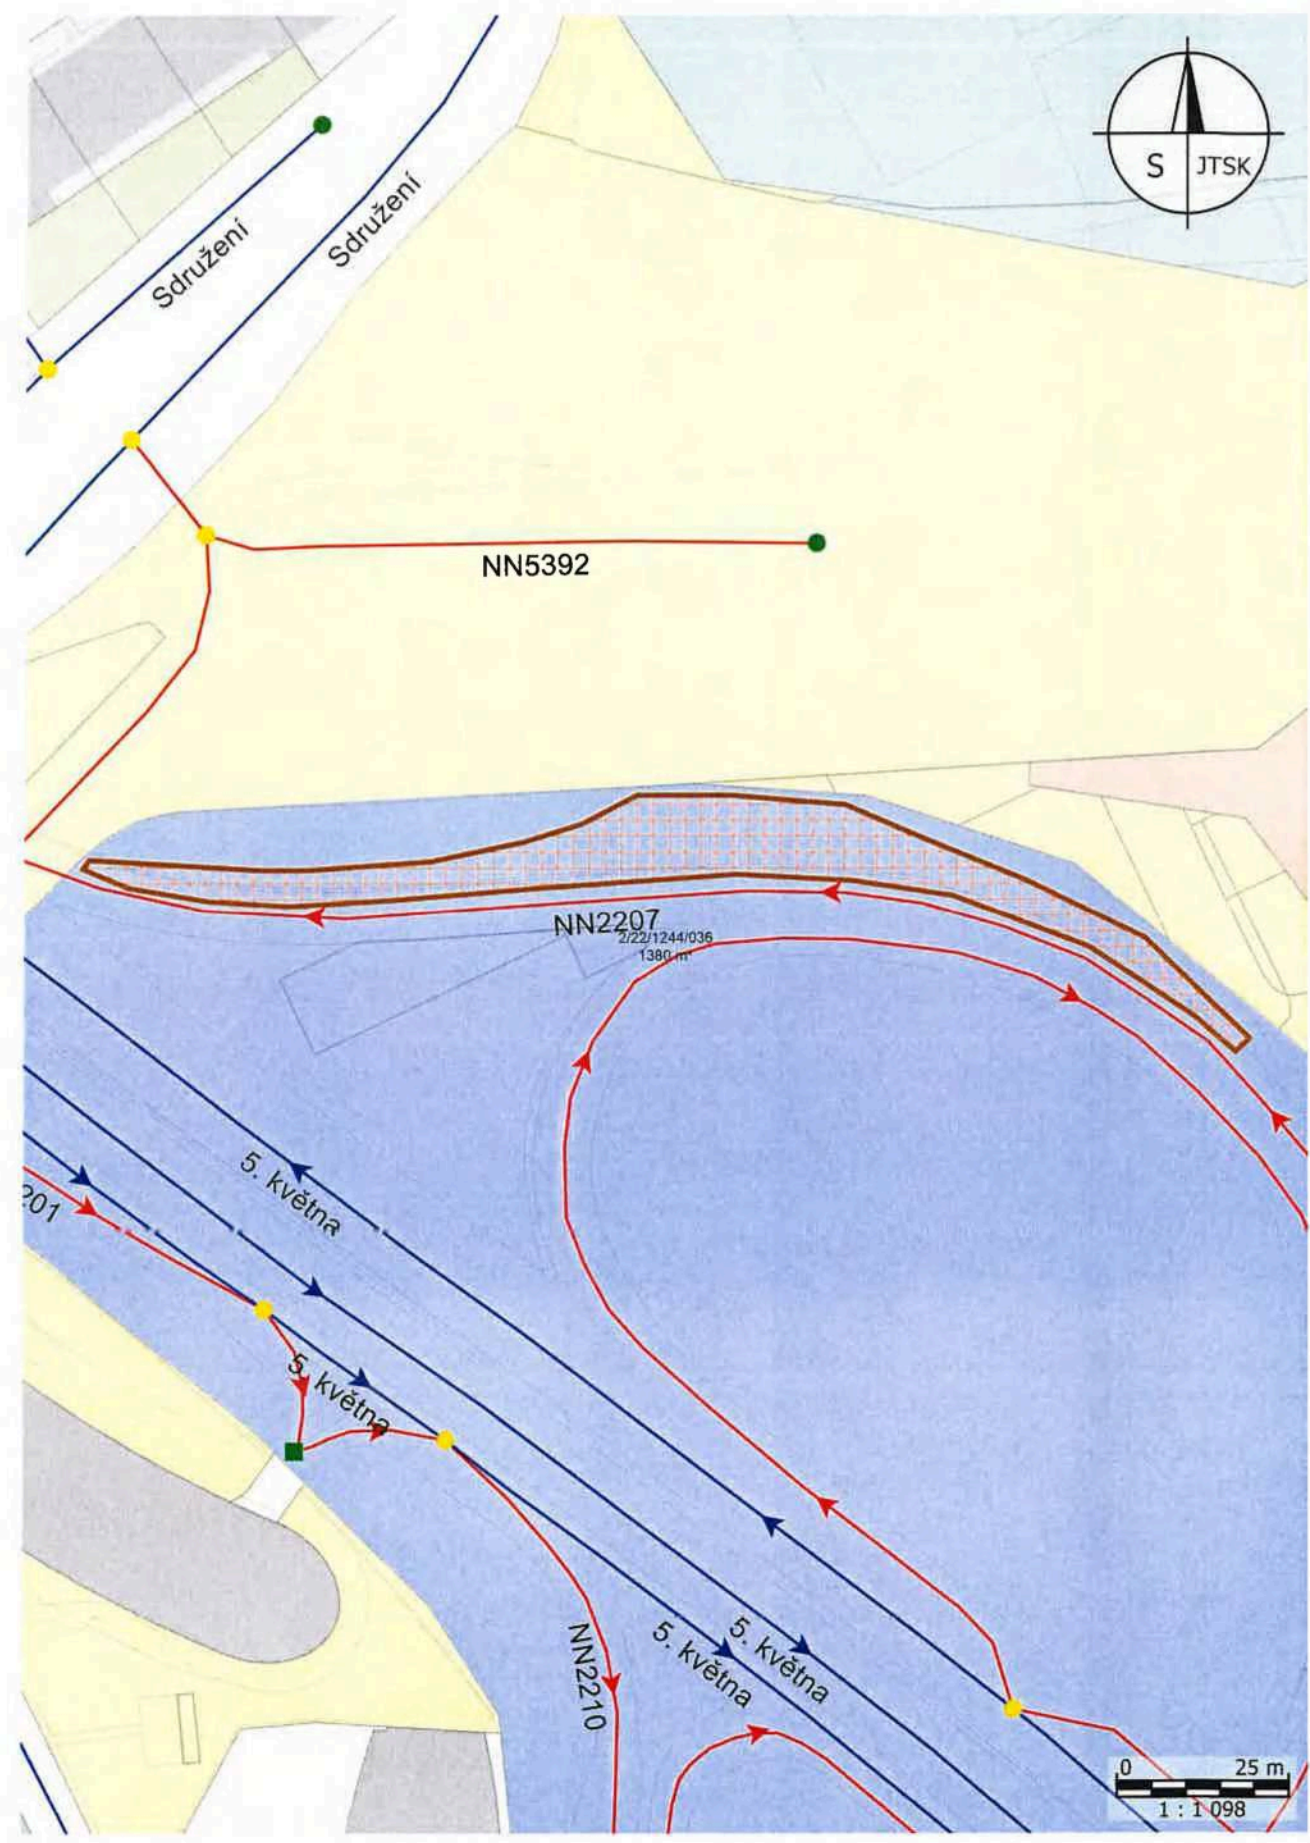 S JTSK
Sdružení
Sdružení
NN5392
NN2207
2/22/1244/036
1380 m²
5. května
201
5. května
5. května
5. května
NN2210
0 25 m
1 : 1 098